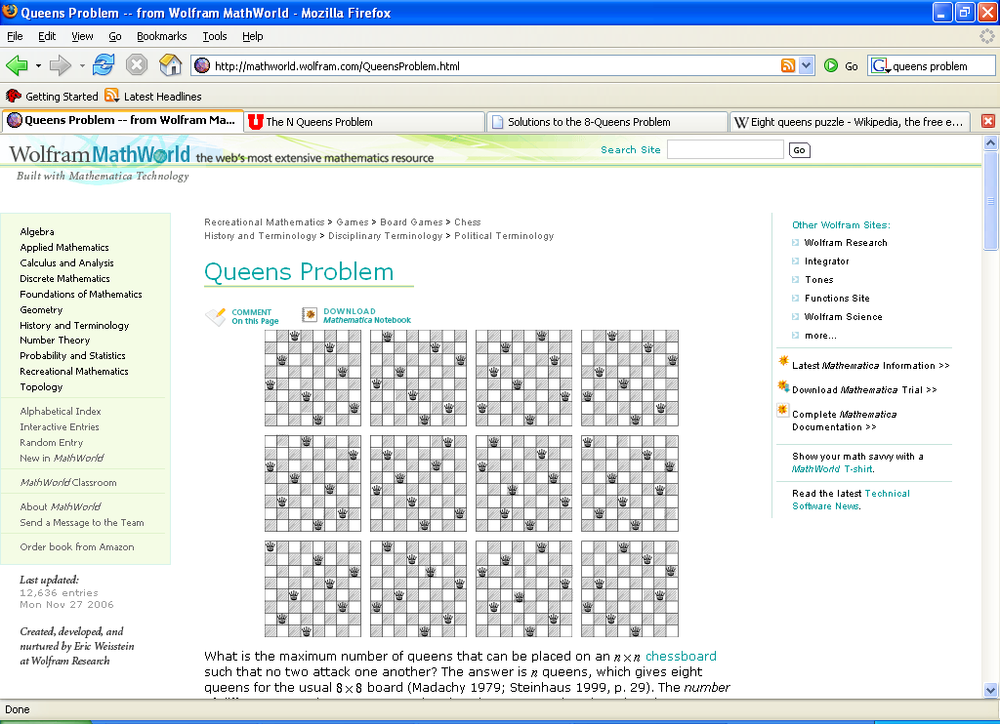 Queens Problem -- from Wolfram MathWorld - Mozilla Firefox
File Edit View Go Bookmarks Tools Help
http://mathworld.wolfram.com/QueensProblem.html Go queens problem
Getting Started Latest Headlines
Queens Problem -- from Wolfram Ma... The N Queens Problem Solutions to the 8-Queens Problem Eight queens puzzle - Wikipedia, the free e...
Wolfram MathWorld the web's most extensive mathematics resource
Search Site Go
Built with Mathematica Technology
Algebra
Applied Mathematics
Calculus and Analysis
Discrete Mathematics
Foundations of Mathematics
Geometry
History and Terminology
Number Theory
Probability and Statistics
Recreational Mathematics
Topology
Alphabetical Index
Interactive Entries
Random Entry
New in MathWorld
MathWorld Classroom
About MathWorld
Send a Message to the Team
Order book from Amazon
Last updated:
12,636 entries
Mon Nov 27 2006
Created, developed, and
nurtured by Eric Weisstein
at Wolfram Research
Recreational Mathematics > Games > Board Games > Chess
History and Terminology > Disciplinary Terminology > Political Terminology
Queens Problem
COMMENT
On this Page
DOWNLOAD
Mathematica Notebook
What is the maximum number of queens that can be placed on an n×n chessboard
such that no two attack one another? The answer is n queens, which gives eight
queens for the usual 8×8 board (Madachy 1979; Steinhaus 1999, p. 29). The number
Other Wolfram Sites:
Wolfram Research
Integrator
Tones
Functions Site
Wolfram Science
more...
Latest Mathematica Information >>
Download Mathematica Trial >>
Complete Mathematica
Documentation >>
Show your math savvy with a
MathWorld T-shirt.
Read the latest Technical
Software News.
Done